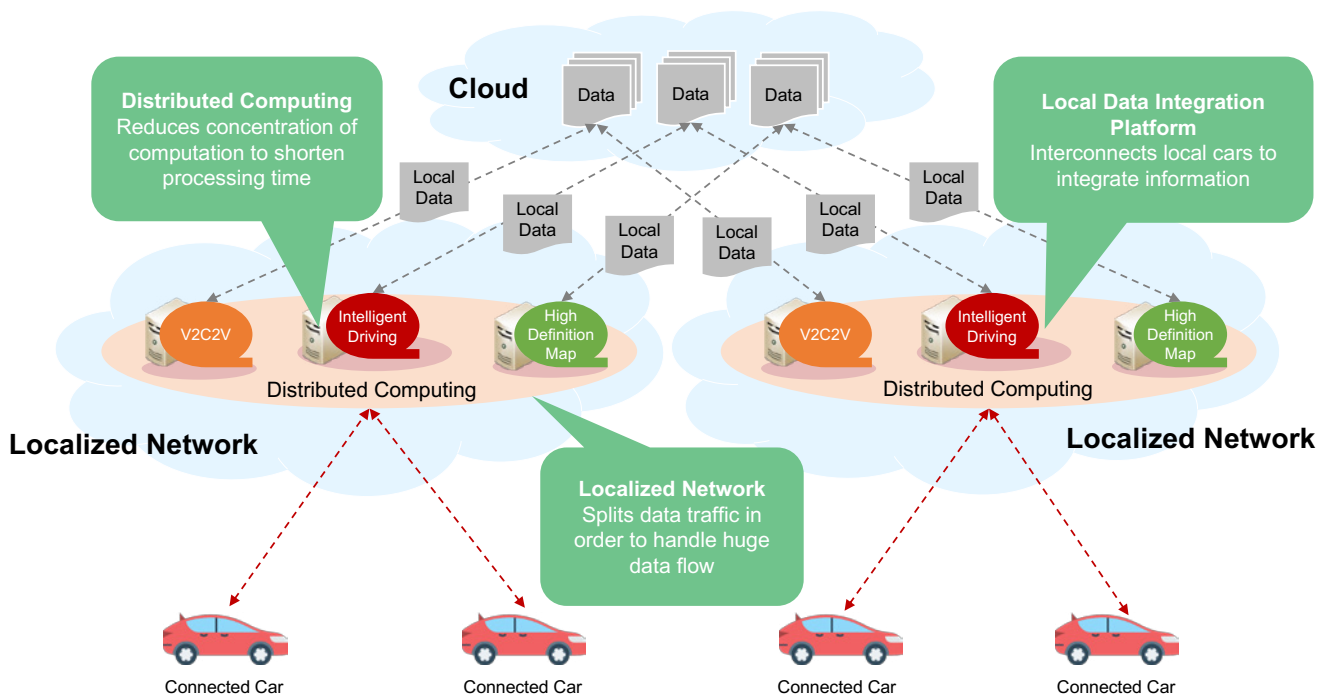 Cloud
Data
Data
Data
Distributed Computing
Reduces concentration of
computation to shorten
processing time
Local Data Integration
Platform
Interconnects local cars to
integrate information
Local
Data
Local
Data
Local
Data
Local
Data
Local
Data
Local
Data
V2C2V
Intelligent
Driving
High
Definition
Map
Distributed Computing
V2C2V
Intelligent
Driving
High
Definition
Map
Distributed Computing
Localized Network
Localized Network
Localized Network
Splits data traffic in
order to handle huge
data flow
Connected Car
Connected Car
Connected Car
Connected Car